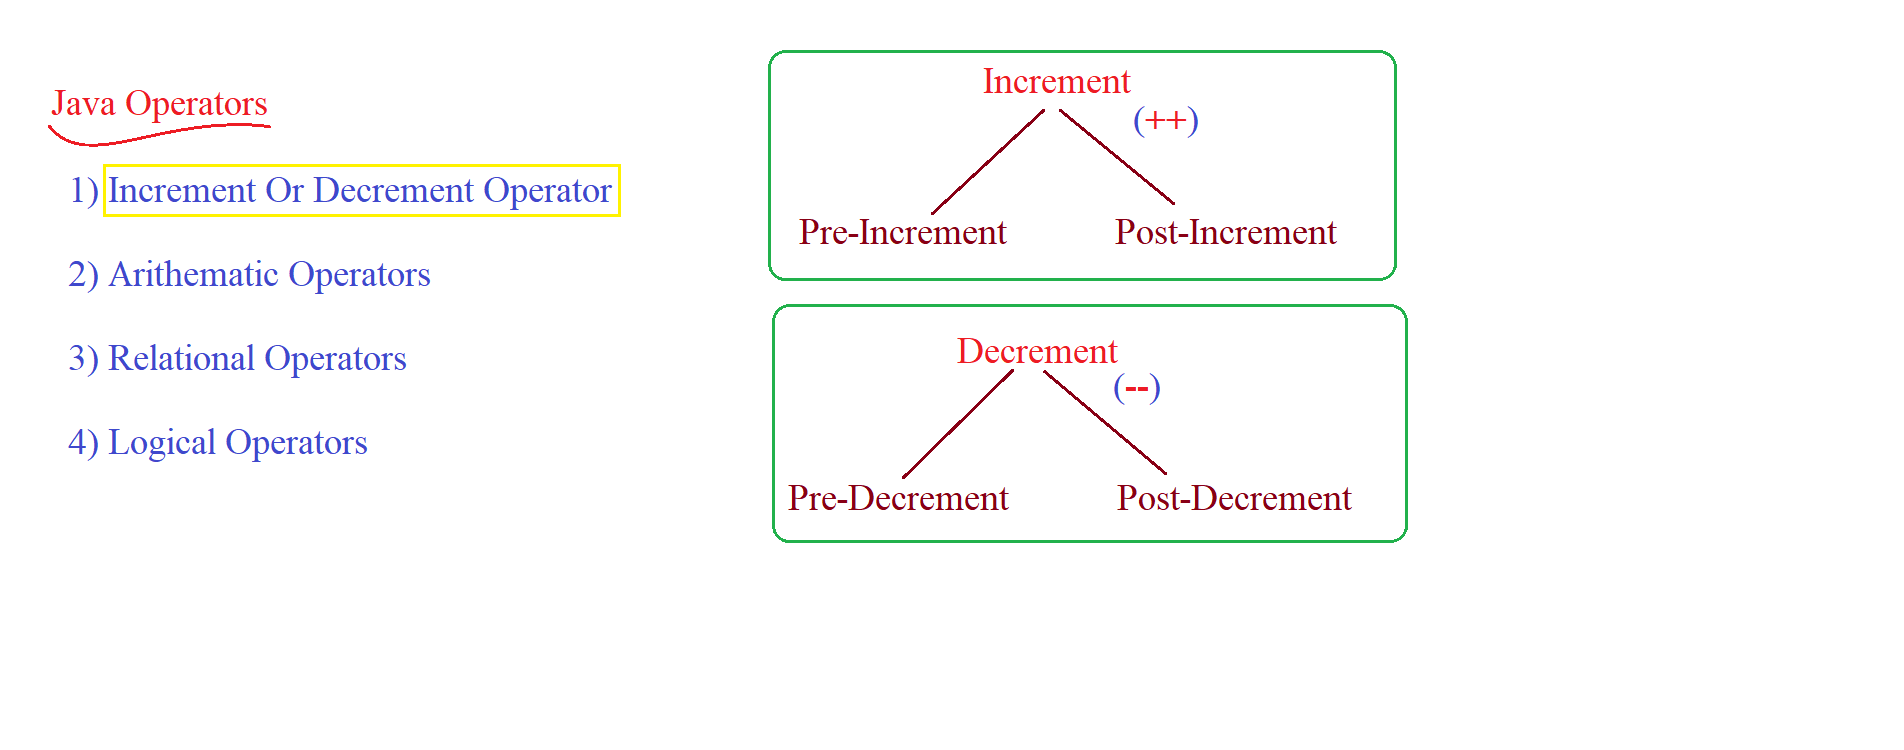 Java Operators
1) Increment Or Decrement Operator
2) Arithematic Operators
3) Relational Operators
4) Logical Operators
Increment
(++)
Pre-Increment
Post-Increment
Decrement
(--)
Pre-Decrement
Post-Decrement